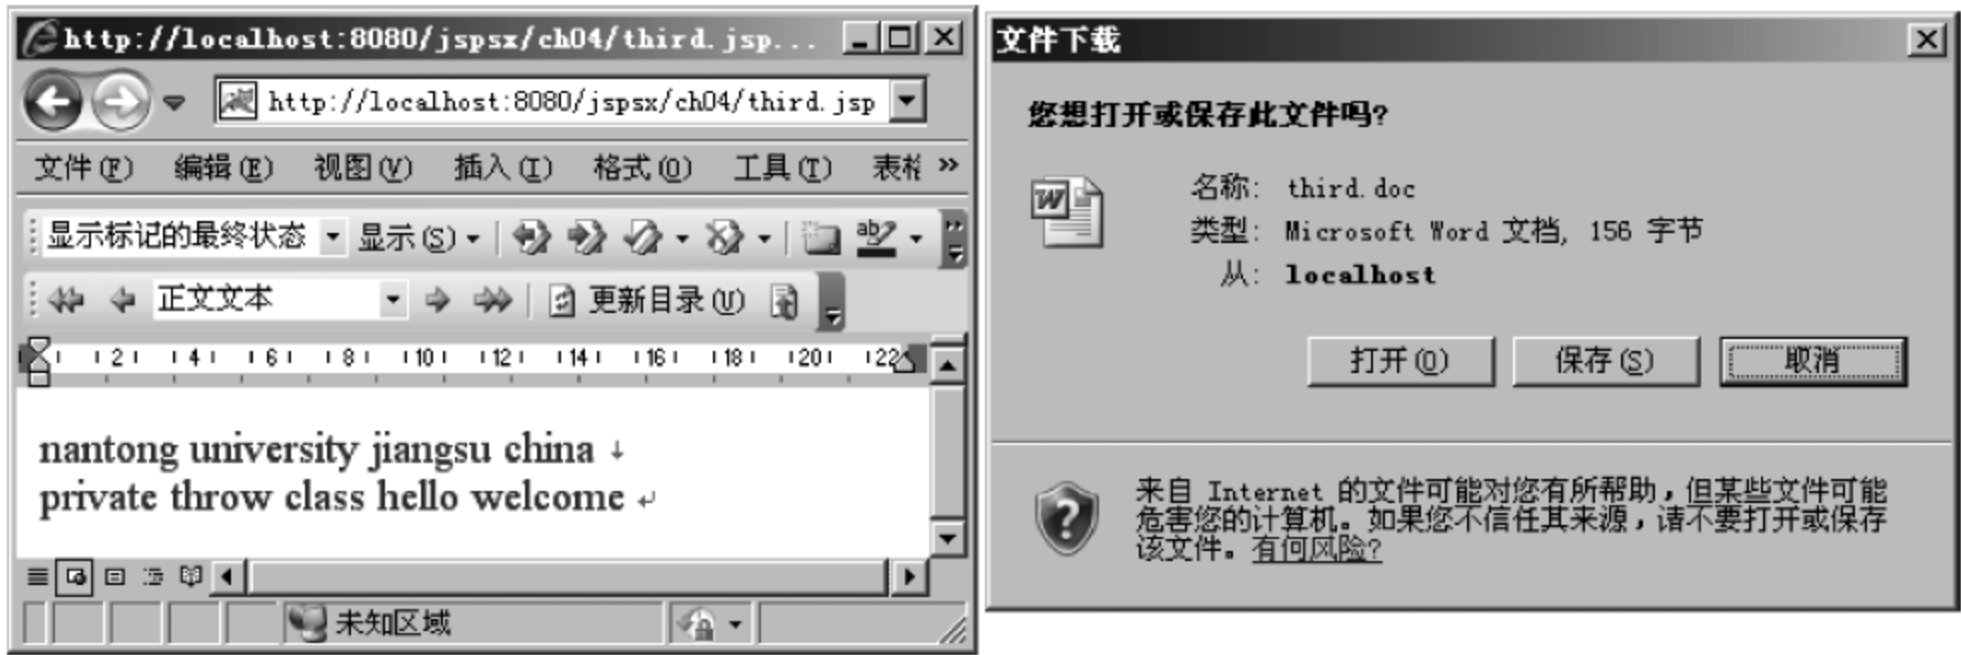 http://localhost:8080/jspsx/ch04/third.jsp...
http://localhost:8080/jspsx/ch04/third.jsp
文件(F) 编辑(E) 视图(V) 插入(I) 格式(O) 工具(T) 表格 »
显示标记的最终状态 显示(S)
正文文本 更新目录(U)
2 4 6 8 10 12 14 16 18 20 22
nantong university jiangsu china ↓
private throw class hello welcome ↵
未知区域
文件下载
您想打开或保存此文件吗?
名称: third.doc
类型: Microsoft Word 文档, 156 字节
从: localhost
打开(O) 保存(S) 取消
来自 Internet 的文件可能对您有所帮助，但某些文件可能
危害您的计算机。如果您不信任其来源，请不要打开或保存
该文件。有何风险?